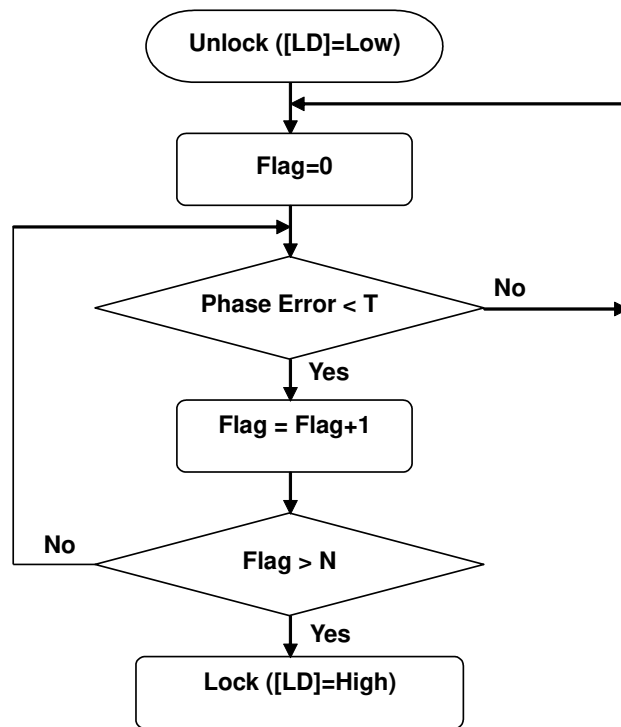 Unlock ([LD]=Low)
Flag=0
Phase Error < T
No
Yes
Flag = Flag+1
No
Flag > N
Yes
Lock ([LD]=High)